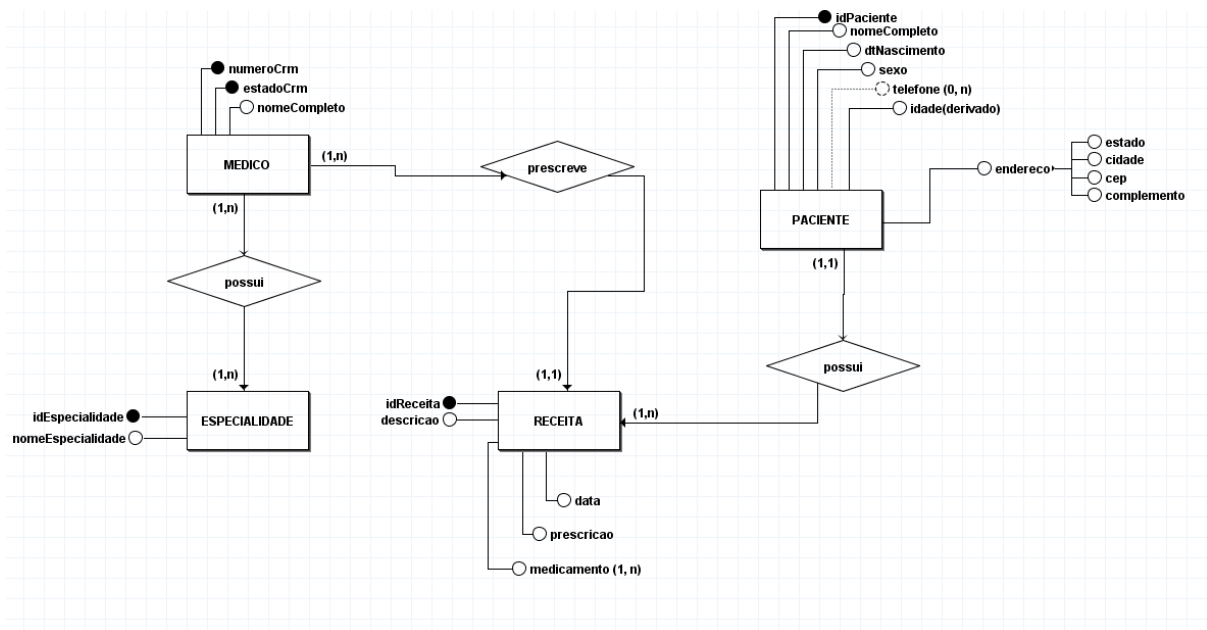 numeroCrm
estadoCrm
nomeCompleto
MEDICO
(1,n)
(1,n)
possui
(1,n)
ESPECIALIDADE
idEspecialidade
nomeEspecialidade
prescreve
(1,1)
idReceita
descricao
RECEITA
(1,n)
data
prescricao
medicamento (1, n)
idPaciente
nomeCompleto
dtNascimento
sexo
telefone (0, n)
idade(derivado)
PACIENTE
(1,1)
possui
endereco
estado
cidade
cep
complemento